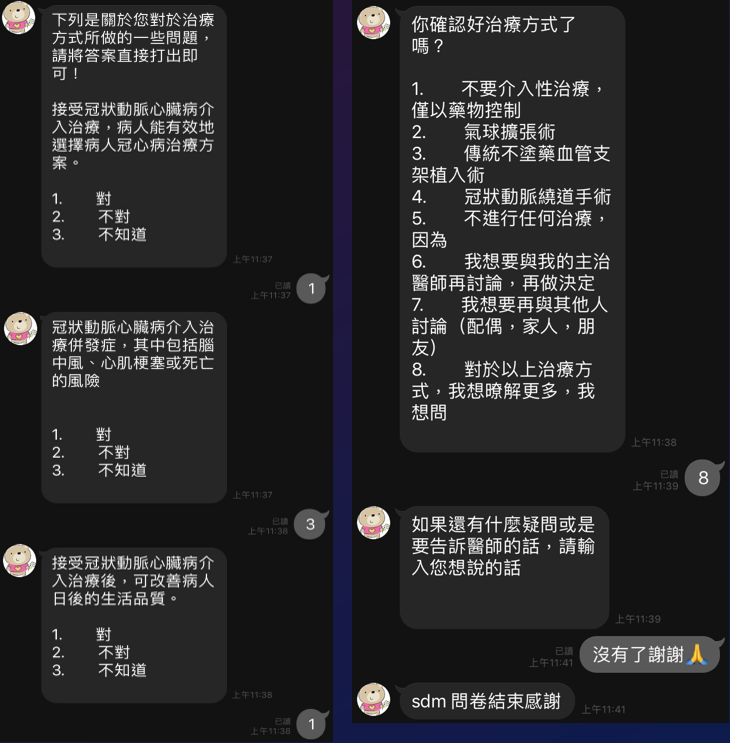 下列是關於您對於治療
方式所做的一些問題，
請將答案直接打出即
可！
接受冠狀動脈心臟病介
入治療，病人能有效地
選擇病人冠心病治療方
案。
1. 對
2. 不對
3. 不知道
上午11:37
已讀
上午11:37
1
冠狀動脈心臟病介入治
療併發症，其中包括腦
中風、心肌梗塞或死亡
的風險
1. 對
2. 不對
3. 不知道
上午11:37
已讀
上午11:38
3
接受冠狀動脈心臟病介
入治療後，可改善病人
日後的生活品質。
1. 對
2. 不對
3. 不知道
上午11:38
已讀
上午11:38
1
你確認好治療方式了
嗎？
1. 不要介入性治療，
僅以藥物控制
2. 氣球擴張術
3. 傳統不塗藥血管支
架植入術
4. 冠狀動脈繞道手術
5. 不進行任何治療，
因為
6. 我想要與我的主治
醫師再討論，再做決定
7. 我想要再與其他人
討論（配偶，家人，朋
友）
8. 對於以上治療方
式，我想暸解更多，我
想問
上午11:38
已讀
上午11:39
8
如果還有什麼疑問或是
要告訴醫師的話，請輸
入您想說的話
上午11:39
已讀
上午11:41
沒有了謝謝🙏
sdm 問卷結束感謝
上午11:41